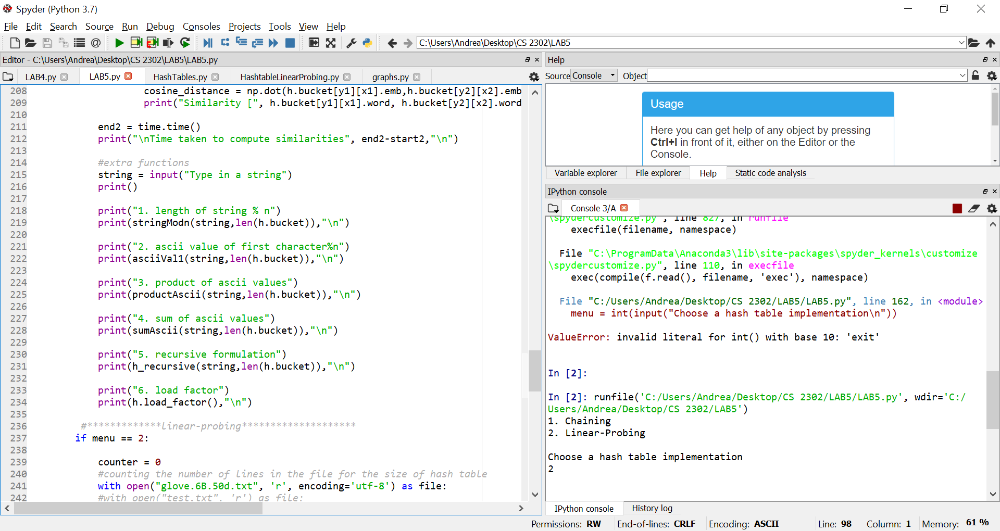 Spyder (Python 3.7)
File Edit Search Source Run Debug Consoles Projects Tools View Help
C:\Users\Andrea\Desktop\CS 2302\LAB5
Editor - C:\Users\Andrea\Desktop\CS 2302\LAB5\LAB5.py
LAB4.py LAB5.py HashTables.py HashtableLinearProbing.py graphs.py
208 cosine_distance = np.dot(h.bucket[y1][x1].emb,h.bucket[y2][x2].emb
209 print("Similarity [", h.bucket[y1][x1].word, h.bucket[y2][x2].word
210
211 end2 = time.time()
212 print("\nTime taken to compute similarities", end2-start2,"\n")
213
214 #extra functions
215 string = input("Type in a string")
216 print()
217
218 print("1. length of string % n")
219 print(stringModn(string,len(h.bucket)),"\n")
220
221 print("2. ascii value of first character%n")
222 print(asciiVal1(string,len(h.bucket)),"\n")
223
224 print("3. product of ascii values")
225 print(productAscii(string,len(h.bucket)),"\n")
226
227 print("4. sum of ascii values")
228 print(sumAscii(string,len(h.bucket)),"\n")
229
230 print("5. recursive formulation")
231 print(h_recursive(string,len(h.bucket)),"\n")
232
233 print("6. load factor")
234 print(h.load_factor(),"\n")
235
236 #*************linear-probing********************
237 if menu == 2:
238
239 counter = 0
240 #counting the number of lines in the file for the size of hash table
241 with open("glove.6B.50d.txt", 'r', encoding='utf-8') as file:
242 #with open("test.txt", 'r') as file:
Help
Source Console Object
Usage
Here you can get help of any object by pressing
Ctrl+I in front of it, either on the Editor or the
Console.
Variable explorer File explorer Help Static code analysis
IPython console
Console 3/A
\spydercustomize.py", line 827, in runfile
execfile(filename, namespace)
File "C:\ProgramData\Anaconda3\lib\site-packages\spyder_kernels\customize
\spydercustomize.py", line 110, in execfile
exec(compile(f.read(), filename, 'exec'), namespace)
File "C:/Users/Andrea/Desktop/CS 2302/LAB5/LAB5.py", line 162, in <module>
menu = int(input("Choose a hash table implementation\n"))
ValueError: invalid literal for int() with base 10: 'exit'
In [2]:
In [2]: runfile('C:/Users/Andrea/Desktop/CS 2302/LAB5/LAB5.py', wdir='C:/
Users/Andrea/Desktop/CS 2302/LAB5')
1. Chaining
2. Linear-Probing
Choose a hash table implementation
2
IPython console History log
Permissions: RW End-of-lines: CRLF Encoding: ASCII Line: 98 Column: 1 Memory: 61 %